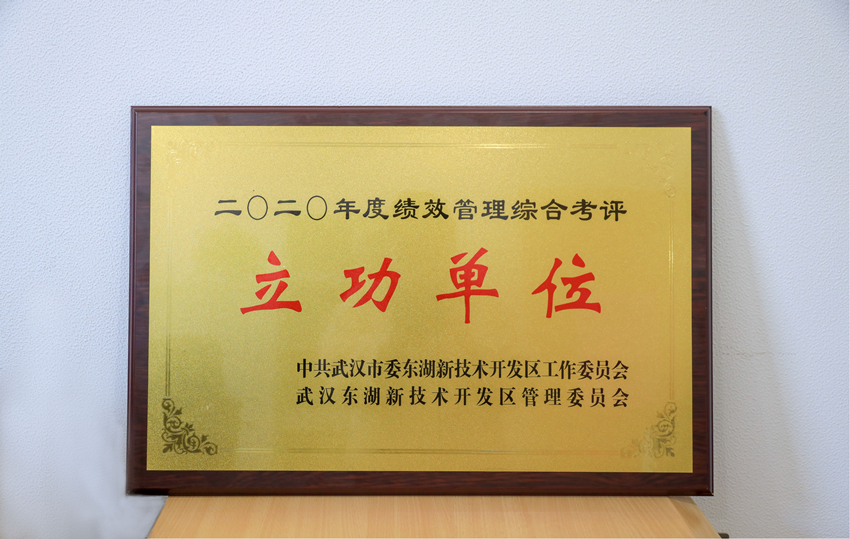 二〇二〇年度绩效管理综合考评
立功单位
中共武汉市委东湖新技术开发区工作委员会
武汉东湖新技术开发区管理委员会